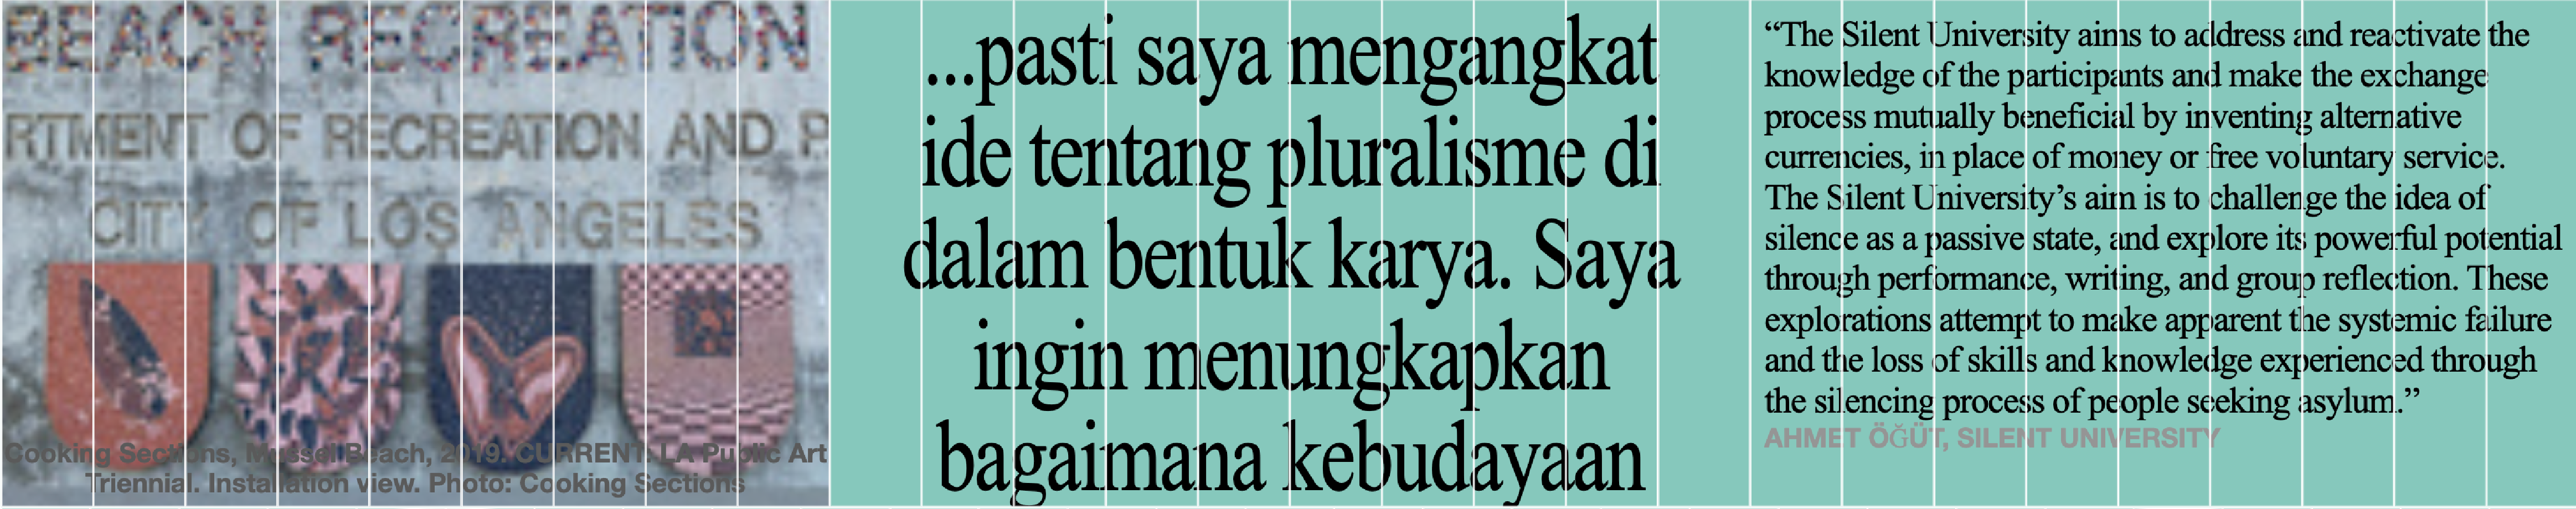 BEACH RECREATION
RTMENT OF RECREATION AND P
CITY OF LOS ANGELES
Cooking Sections, Mussel Beach, 2019. CURRENT: LA Public Art
Triennial. Installation view. Photo: Cooking Sections
...pasti saya mengangkat
ide tentang pluralisme di
dalam bentuk karya. Saya
ingin menungkapkan
bagaimana kebudayaan
“The Silent University aims to address and reactivate the
knowledge of the participants and make the exchange
process mutually beneficial by inventing alternative
currencies, in place of money or free voluntary service.
The Silent University’s aim is to challenge the idea of
silence as a passive state, and explore its powerful potential
through performance, writing, and group reflection. These
explorations attempt to make apparent the systemic failure
and the loss of skills and knowledge experienced through
the silencing process of people seeking asylum.”
AHMET ÖĞÜT, SILENT UNIVERSITY